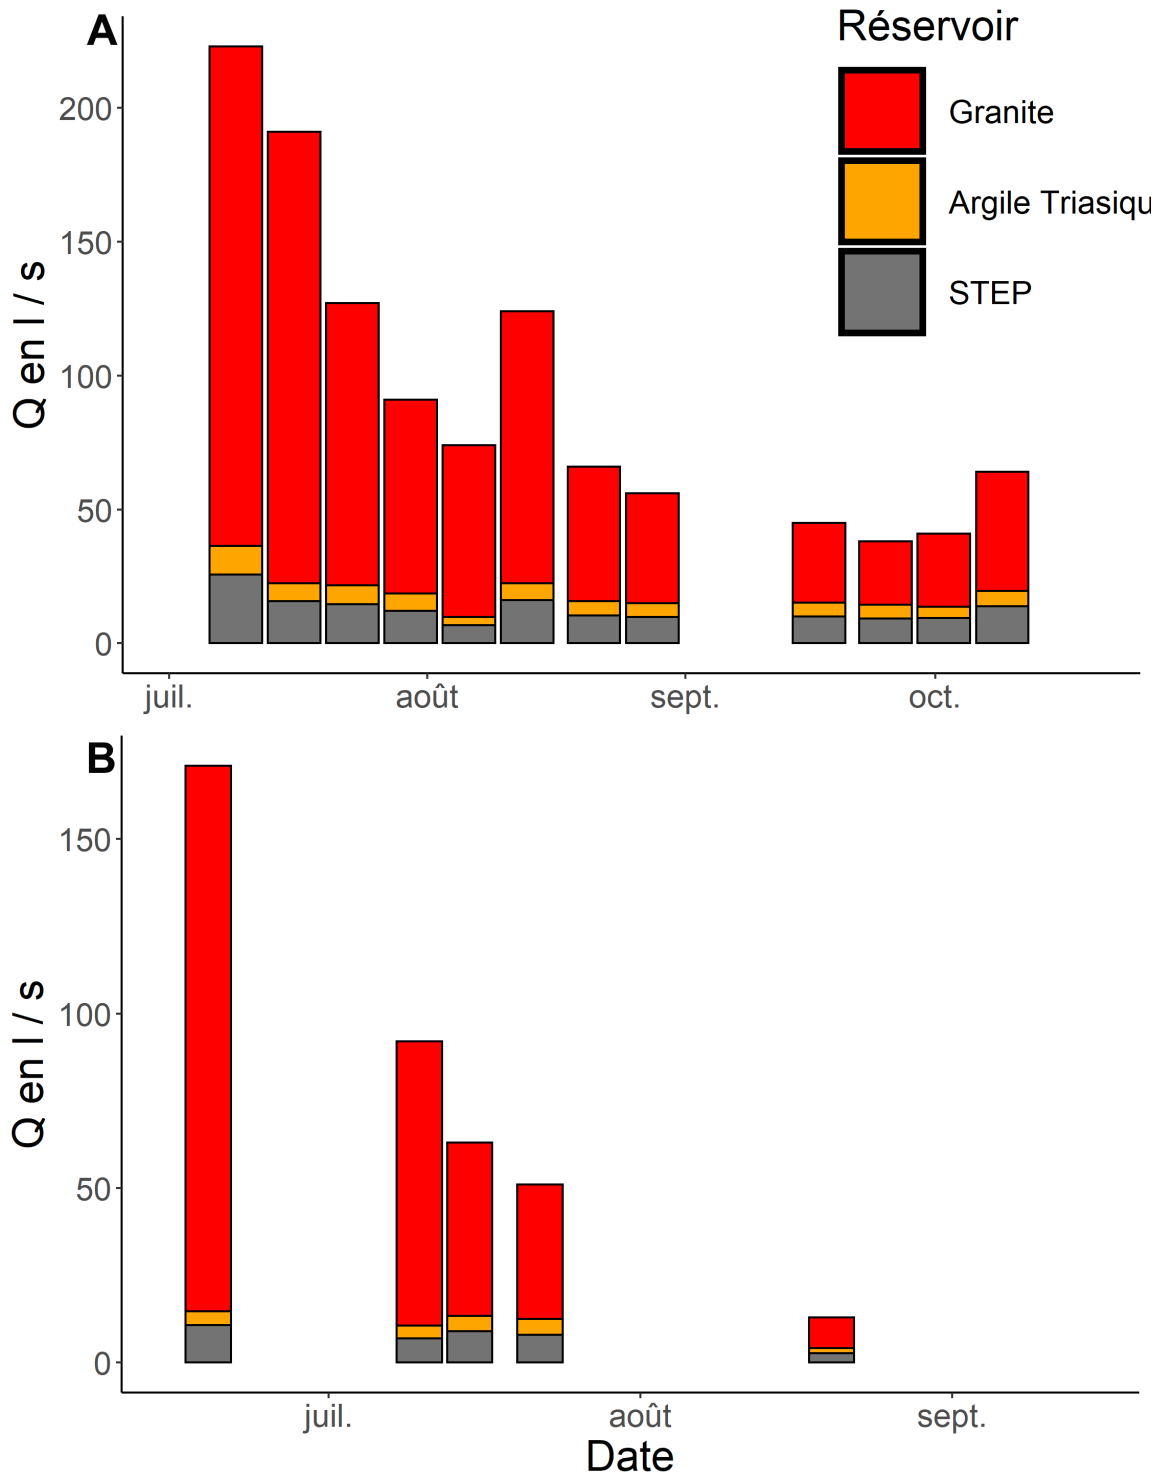 A
Réservoir
Granite
Argile Triasiqu
STEP
Q en l / s
200
150
100
50
0
juil.
août
sept.
oct.
B
Q en l / s
150
100
50
0
juil.
août
sept.
Date